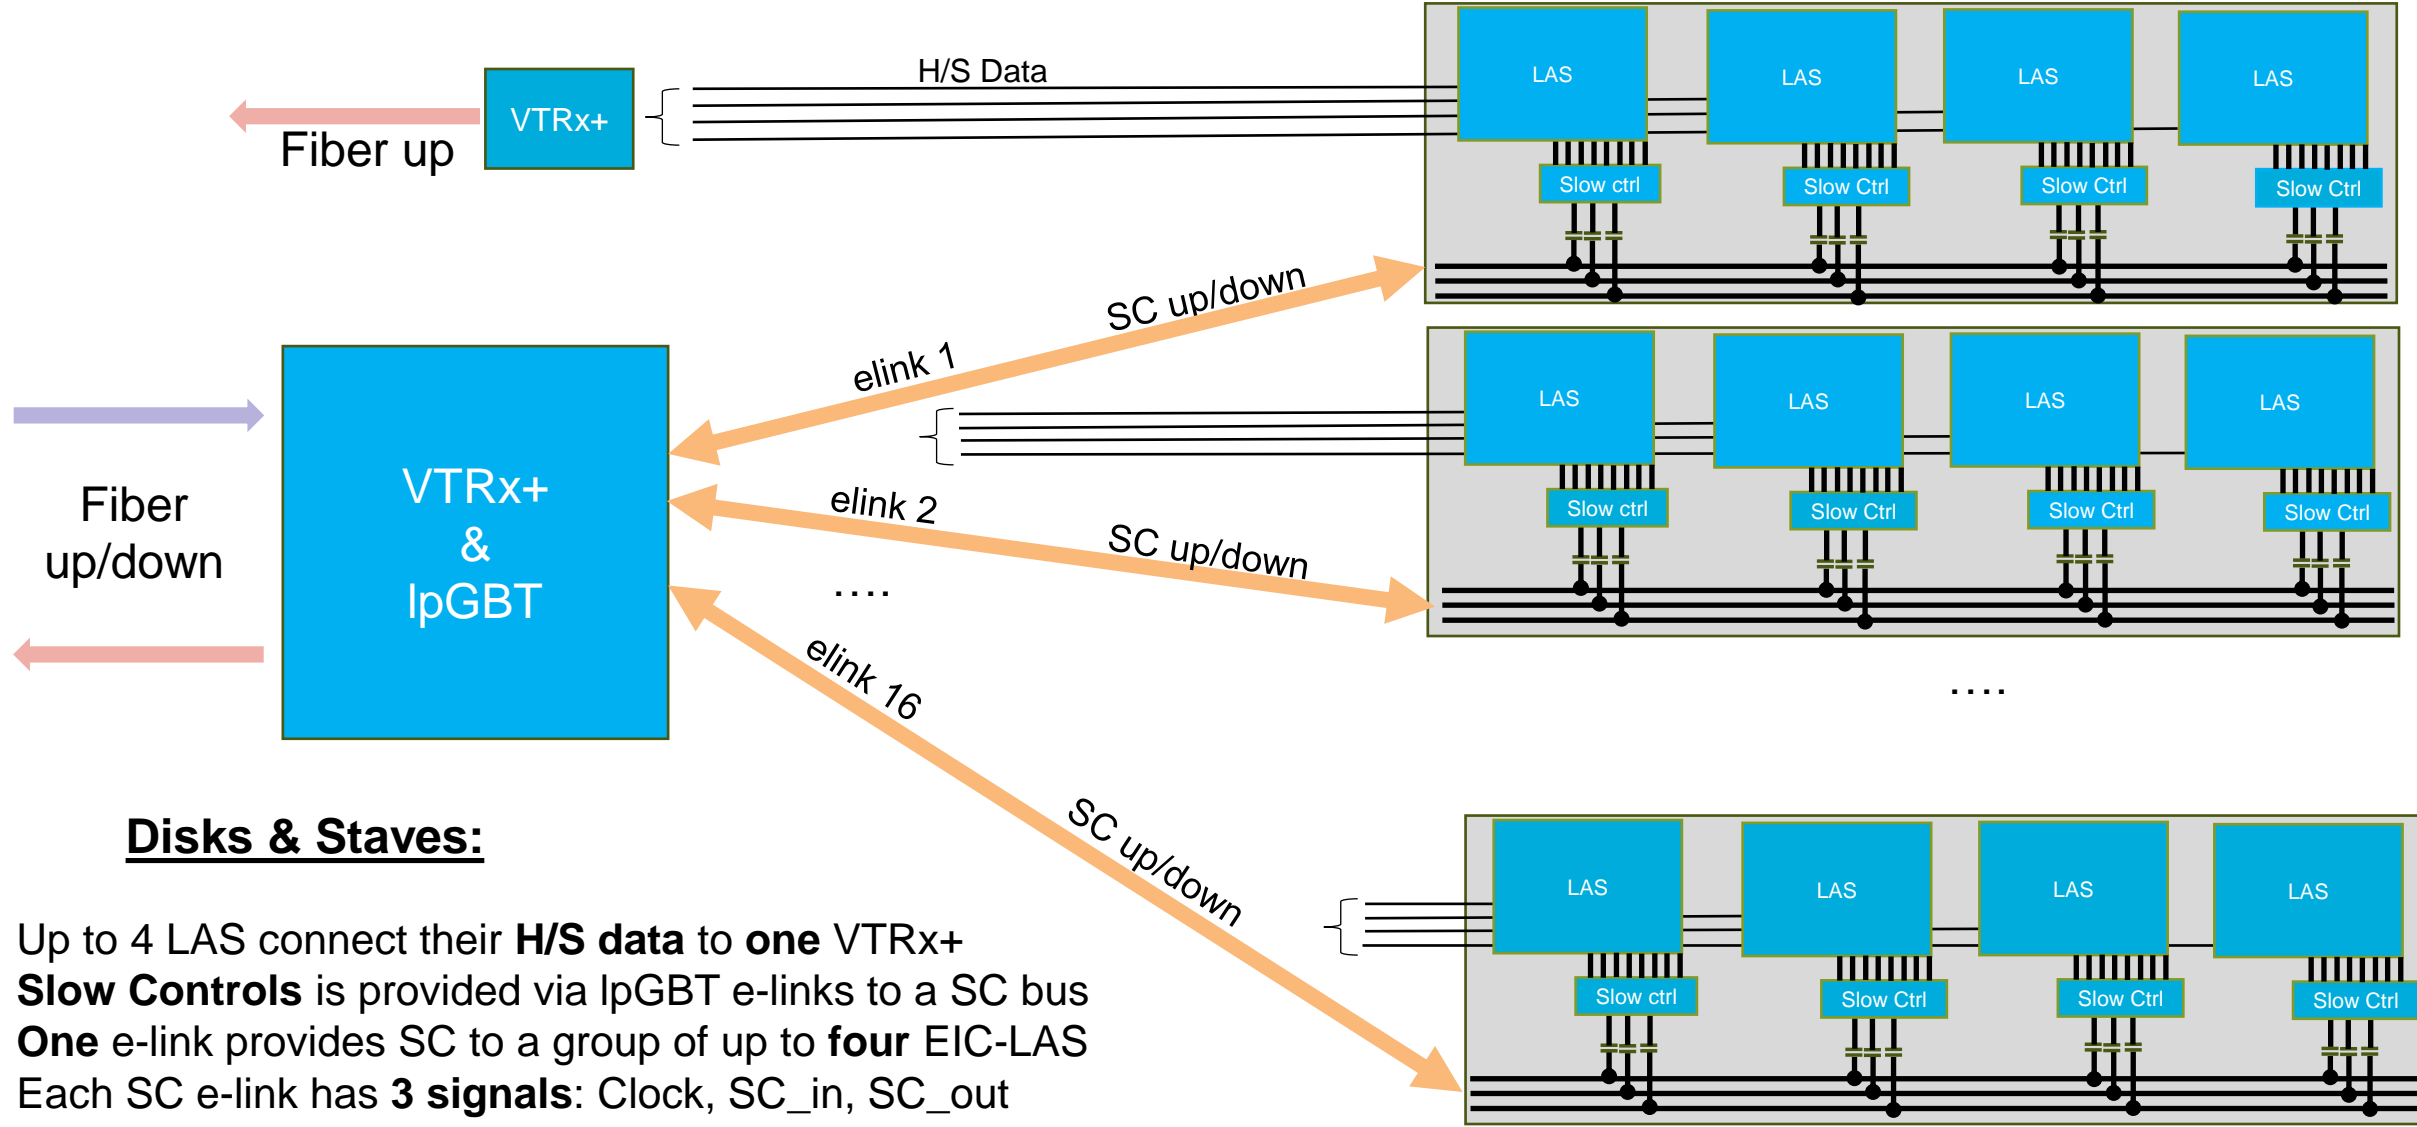 H/S Data
VTRx+
Fiber up
LAS
LAS
LAS
LAS
Slow ctrl
Slow Ctrl
Slow Ctrl
Slow Ctrl
SC up/down
elink 1
LAS
LAS
LAS
LAS
Slow ctrl
Slow Ctrl
Slow Ctrl
Slow Ctrl
Fiber
up/down
VTRx+
&
lpGBT
elink 2
SC up/down
....
elink 16
....
SC up/down
LAS
LAS
LAS
LAS
Slow ctrl
Slow Ctrl
Slow Ctrl
Slow Ctrl
Disks & Staves:
Up to 4 LAS connect their H/S data to one VTRx+
Slow Controls is provided via lpGBT e-links to a SC bus
One e-link provides SC to a group of up to four EIC-LAS
Each SC e-link has 3 signals: Clock, SC_in, SC_out